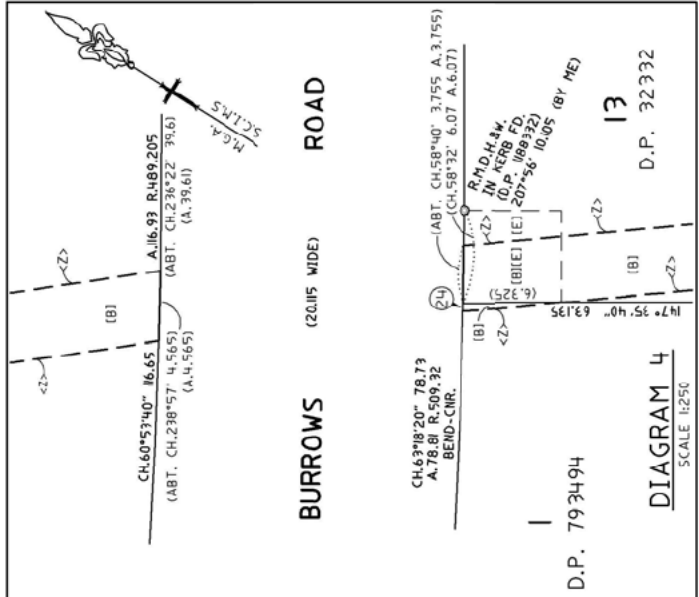 M.G.A.
S.C.I.M.S
<Z>
[B]
<Z>
CH.60°53'40" 116.65
A.116.93 R.489.205
(ABT. CH.238°57' 4.565)
(A.4.565)
(ABT. CH.236°22' 39.6)
(A.39.61)
BURROWS ROAD
(20.115 WIDE)
(ABT. CH.58°40' 3.755 A.3.755)
(CH.58°32' 6.07 A.6.07)
R.M.D.H.&W.
IN KERB FD.
(D.P. 1188332)
207°56' 10.05 (BY ME)
CH.63°18'20" 78.73
A.78.81 R.509.32
BEND-CNR.
24
[B]
<Z>
(6.325)
[B][E]
[E]
<Z>
<Z>
[B]
147° 35' 40" 63.135
1
D.P. 793494
13
D.P. 32332
DIAGRAM 4
SCALE 1:250